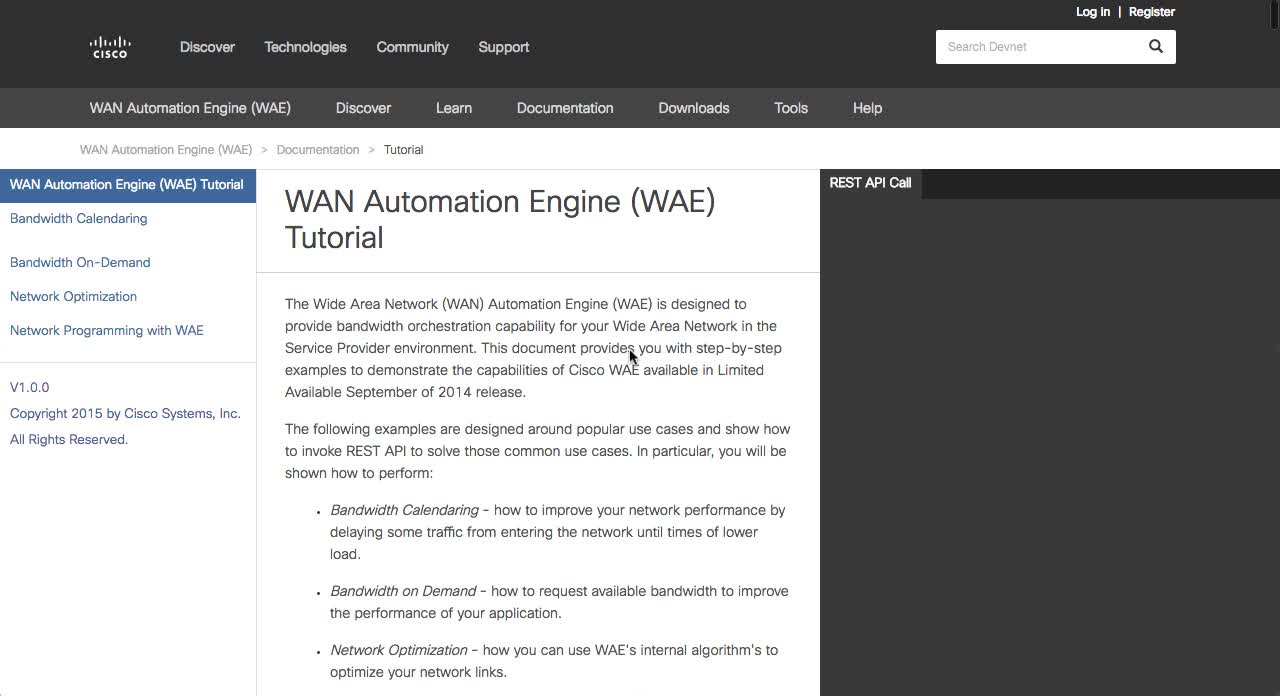 Log in | Register
CISCO
Discover Technologies Community Support
Search Devnet
WAN Automation Engine (WAE) Discover Learn Documentation Downloads Tools Help
WAN Automation Engine (WAE) > Documentation > Tutorial
WAN Automation Engine (WAE) Tutorial
Bandwidth Calendaring
Bandwidth On-Demand
Network Optimization
Network Programming with WAE
V1.0.0
Copyright 2015 by Cisco Systems, Inc.
All Rights Reserved.
WAN Automation Engine (WAE)
Tutorial
The Wide Area Network (WAN) Automation Engine (WAE) is designed to
provide bandwidth orchestration capability for your Wide Area Network in the
Service Provider environment. This document provides you with step-by-step
examples to demonstrate the capabilities of Cisco WAE available in Limited
Available September of 2014 release.
The following examples are designed around popular use cases and show how
to invoke REST API to solve those common use cases. In particular, you will be
shown how to perform:
• Bandwidth Calendaring - how to improve your network performance by
delaying some traffic from entering the network until times of lower
load.
• Bandwidth on Demand - how to request available bandwidth to improve
the performance of your application.
• Network Optimization - how you can use WAE's internal algorithm's to
optimize your network links.
REST API Call